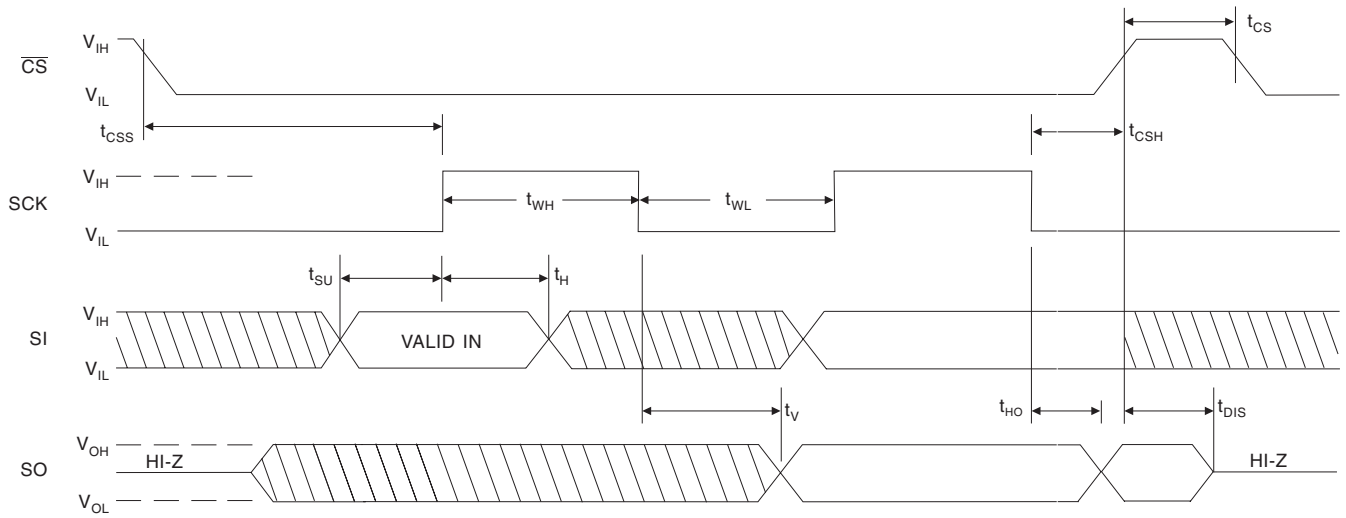 t_CS
V_IH
C̅S̅
V_IL
t_CSS
t_CSH
V_IH
SCK
t_WH
t_WL
V_IL
t_SU
t_H
V_IH
SI
VALID IN
V_IL
t_V
t_HO
t_DIS
V_OH
SO
HI-Z
HI-Z
V_OL